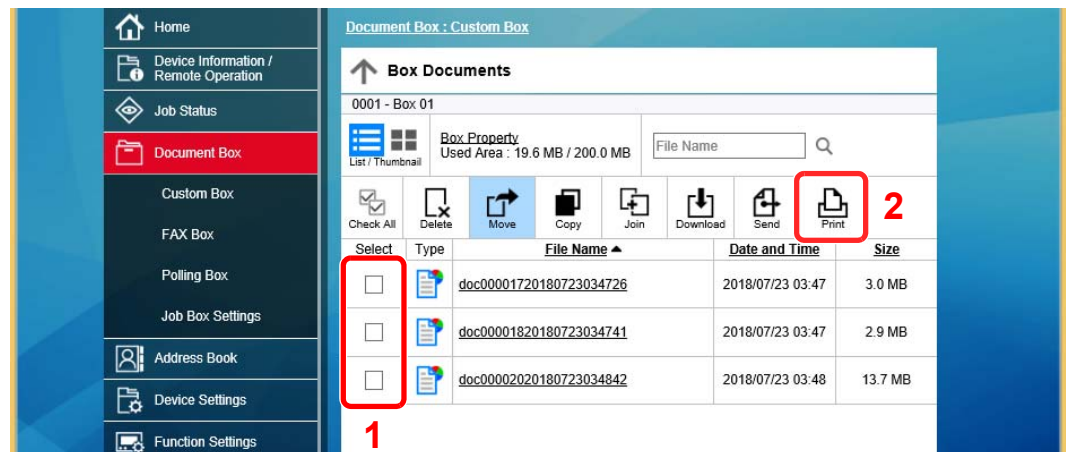 Home
Device Information /
Remote Operation
Job Status
Document Box
Custom Box
FAX Box
Polling Box
Job Box Settings
Address Book
Device Settings
Function Settings
Document Box : Custom Box
Box Documents
0001 - Box 01
List / Thumbnail
Box Property
Used Area : 19.6 MB / 200.0 MB
File Name
Check All Delete Move Copy Join Download Send Print
2
Select Type File Name Date and Time Size
doc00001720180723034726 2018/07/23 03:47 3.0 MB
doc00001820180723034741 2018/07/23 03:47 2.9 MB
doc00002020180723034842 2018/07/23 03:48 13.7 MB
1